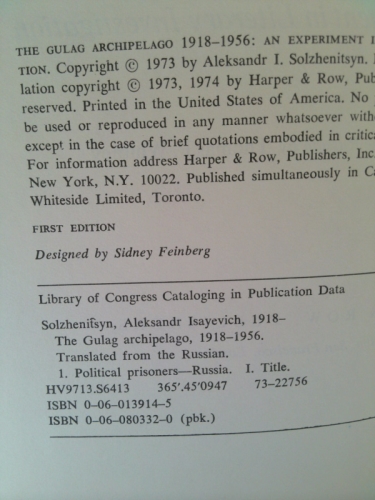 THE GULAG ARCHIPELAGO 1918–1956: AN EXPERIMENT
TION. Copyright © 1973 by Aleksandr I. Solzhenitsyn.
lation copyright © 1973, 1974 by Harper & Row,
reserved. Printed in the United States of America. No
be used or reproduced in any manner whatsoever
except in the case of brief quotations embodied in
For information address Harper & Row, Publishers, Inc
New York, N.Y. 10022. Published simultaneously in
Whiteside Limited, Toronto.
FIRST EDITION
Designed by Sidney Feinberg
Library of Congress Cataloging in Publication Data
Solzheni͡tsyn, Aleksandr Isayevich, 1918–
The Gulag archipelago, 1918–1956.
Translated from the Russian.
1. Political prisoners—Russia. I. Title.
HV9713.S6413 365'.45'0947 73–22756
ISBN 0–06–013914–5
ISBN 0–06–080332–0 (pbk.)